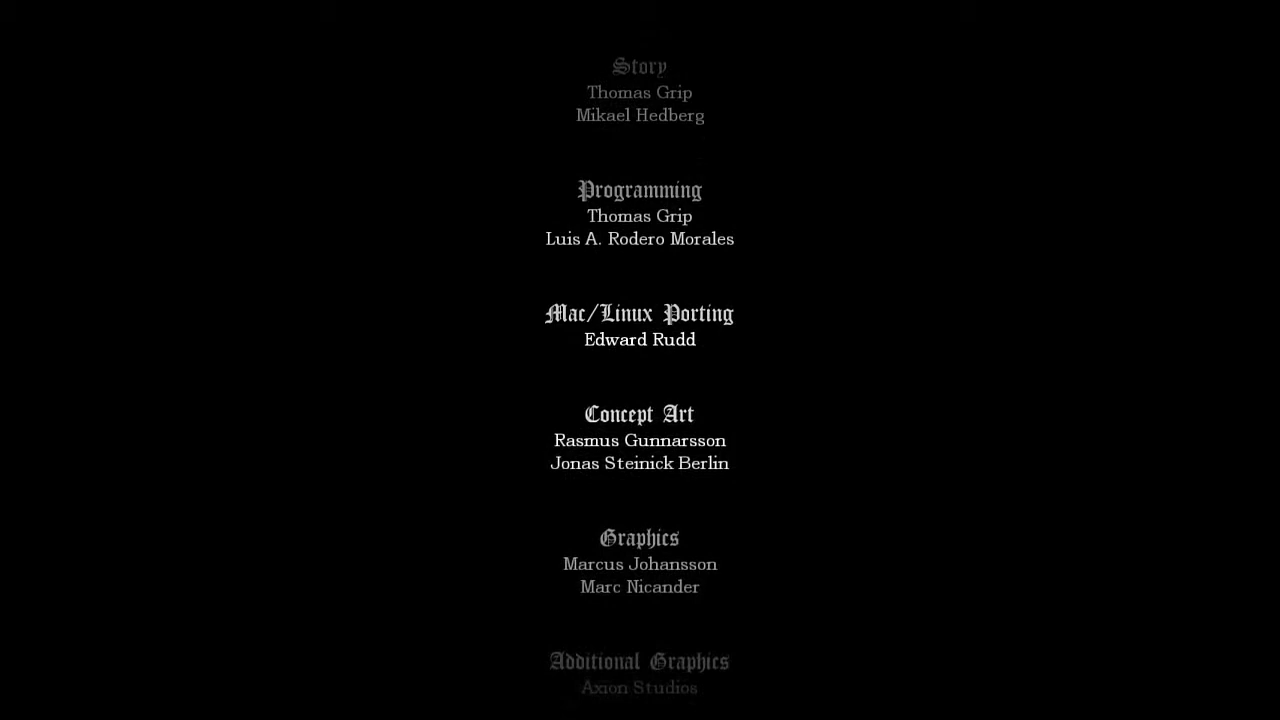 Story
Thomas Grip
Mikael Hedberg
Programming
Thomas Grip
Luis A. Rodero Morales
Mac/Linux Porting
Edward Rudd
Concept Art
Rasmus Gunnarsson
Jonas Steinick Berlin
Graphics
Marcus Johansson
Marc Nicander
Additional Graphics
Axion Studios